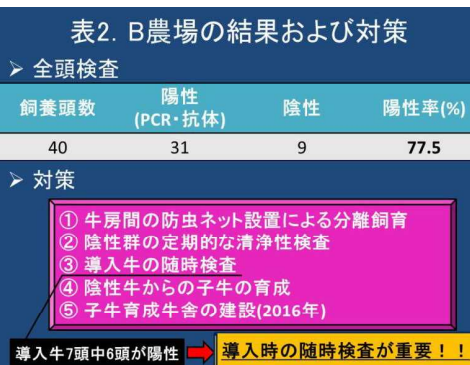 表2. B農場の結果および対策
➢ 全頭検査
飼養頭数 陽性(PCR・抗体) 陰性 陽性率(%)
40 31 9 77.5
➢ 対策
① 牛房間の防虫ネット設置による分離飼育
② 陰性群の定期的な清浄性検査
③ 導入牛の随時検査
④ 陰性牛からの子牛の育成
⑤ 子牛育成牛舎の建設(2016年)
導入牛7頭中6頭が陽性 導入時の随時検査が重要！！